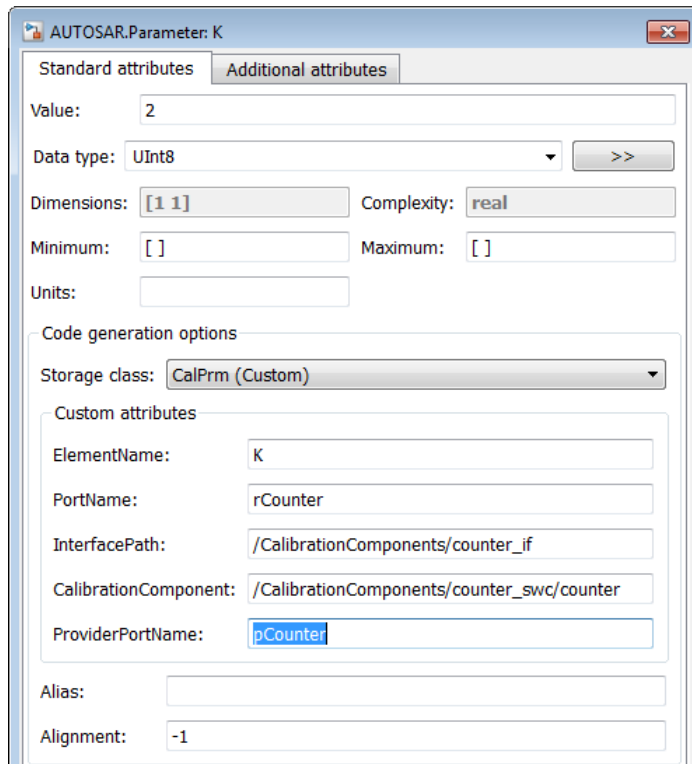 AUTOSAR.Parameter: K
Standard attributes Additional attributes
Value: 2
Data type: UInt8 >>
Dimensions: [1 1] Complexity: real
Minimum: [ ] Maximum: [ ]
Units:
Code generation options
Storage class: CalPrm (Custom)
Custom attributes
ElementName: K
PortName: rCounter
InterfacePath: /CalibrationComponents/counter_if
CalibrationComponent: /CalibrationComponents/counter_swc/counter
ProviderPortName: pCounter
Alias:
Alignment: -1